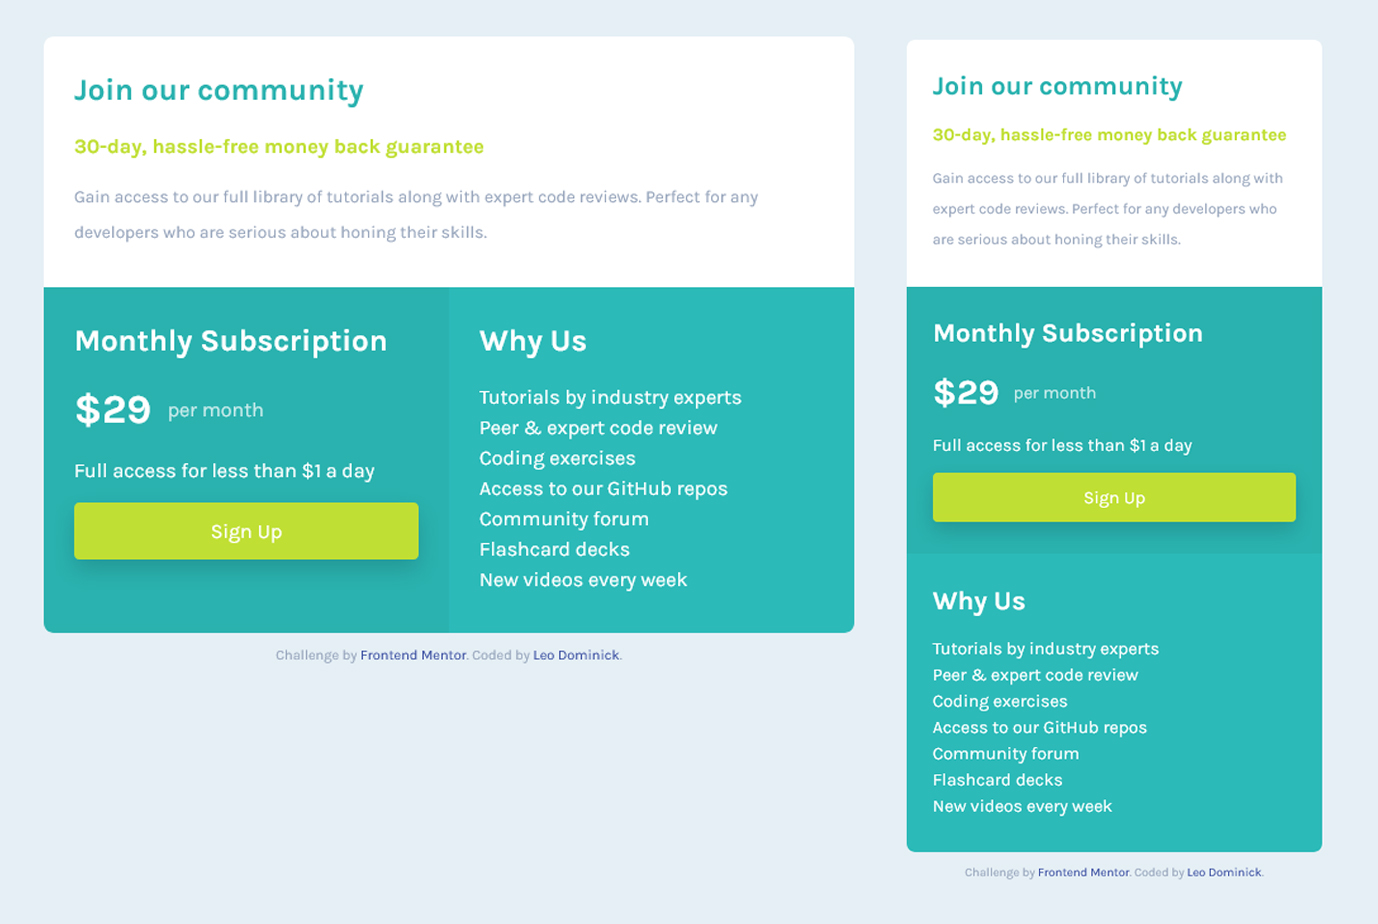 Join our community
30-day, hassle-free money back guarantee
Gain access to our full library of tutorials along with expert code reviews. Perfect for any
developers who are serious about honing their skills.
Monthly Subscription
$29 per month
Full access for less than $1 a day
Sign Up
Why Us
Tutorials by industry experts
Peer & expert code review
Coding exercises
Access to our GitHub repos
Community forum
Flashcard decks
New videos every week
Challenge by Frontend Mentor. Coded by Leo Dominick.
Join our community
30-day, hassle-free money back guarantee
Gain access to our full library of tutorials along with
expert code reviews. Perfect for any developers who
are serious about honing their skills.
Monthly Subscription
$29 per month
Full access for less than $1 a day
Sign Up
Why Us
Tutorials by industry experts
Peer & expert code review
Coding exercises
Access to our GitHub repos
Community forum
Flashcard decks
New videos every week
Challenge by Frontend Mentor. Coded by Leo Dominick.